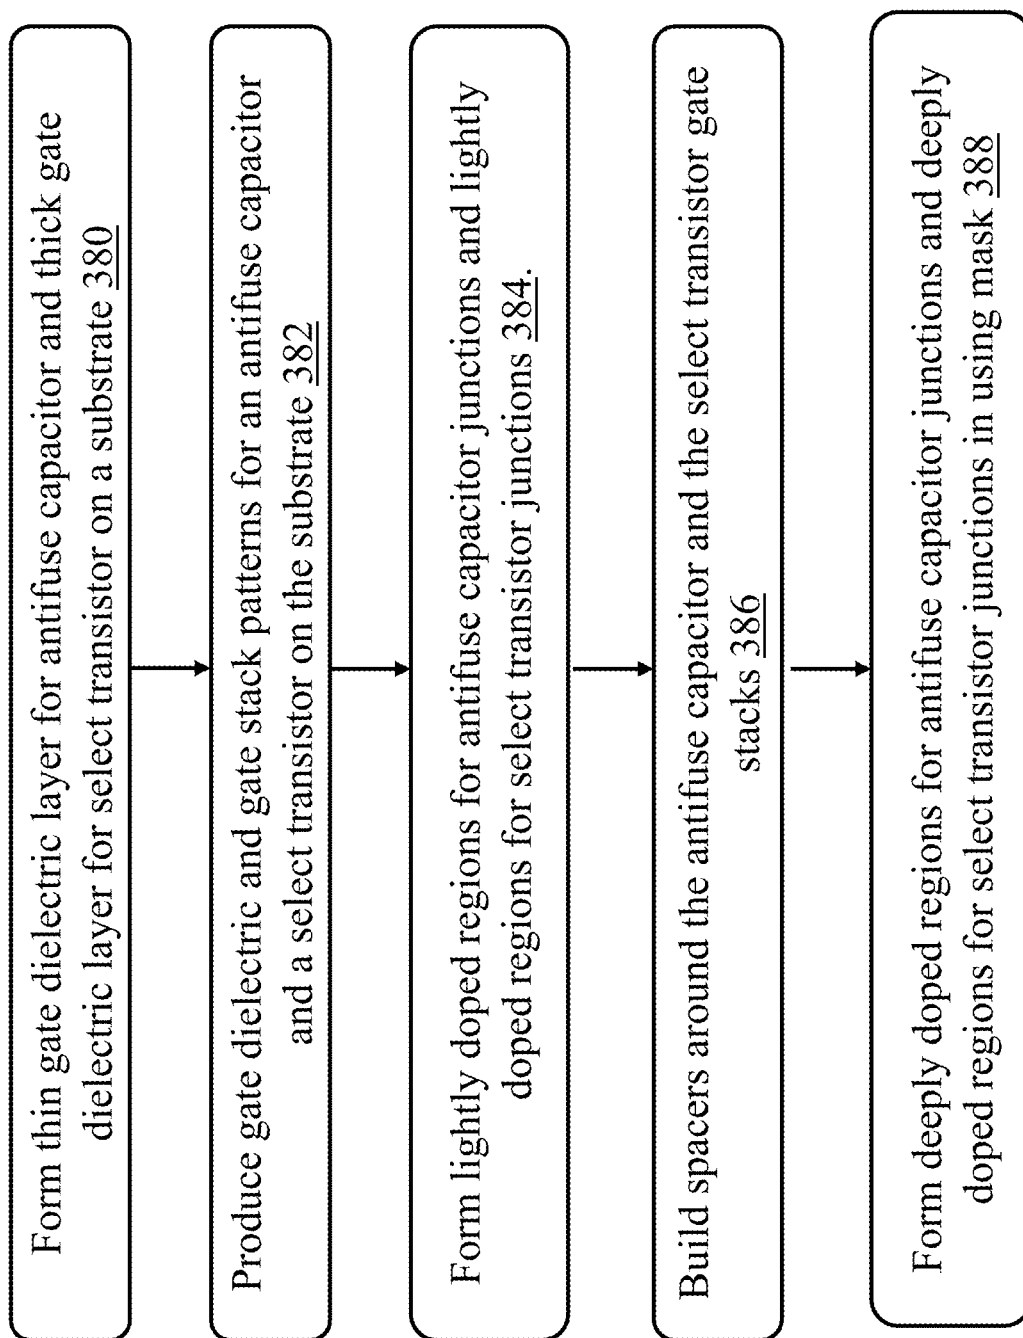 Form thin gate dielectric layer for antifuse capacitor and thick gate
dielectric layer for select transistor on a substrate 380
Produce gate dielectric and gate stack patterns for an antifuse capacitor
and a select transistor on the substrate 382
Form lightly doped regions for antifuse capacitor junctions and lightly
doped regions for select transistor junctions 384.
Build spacers around the antifuse capacitor and the select transistor gate
stacks 386
Form deeply doped regions for antifuse capacitor junctions and deeply
doped regions for select transistor junctions in using mask 388